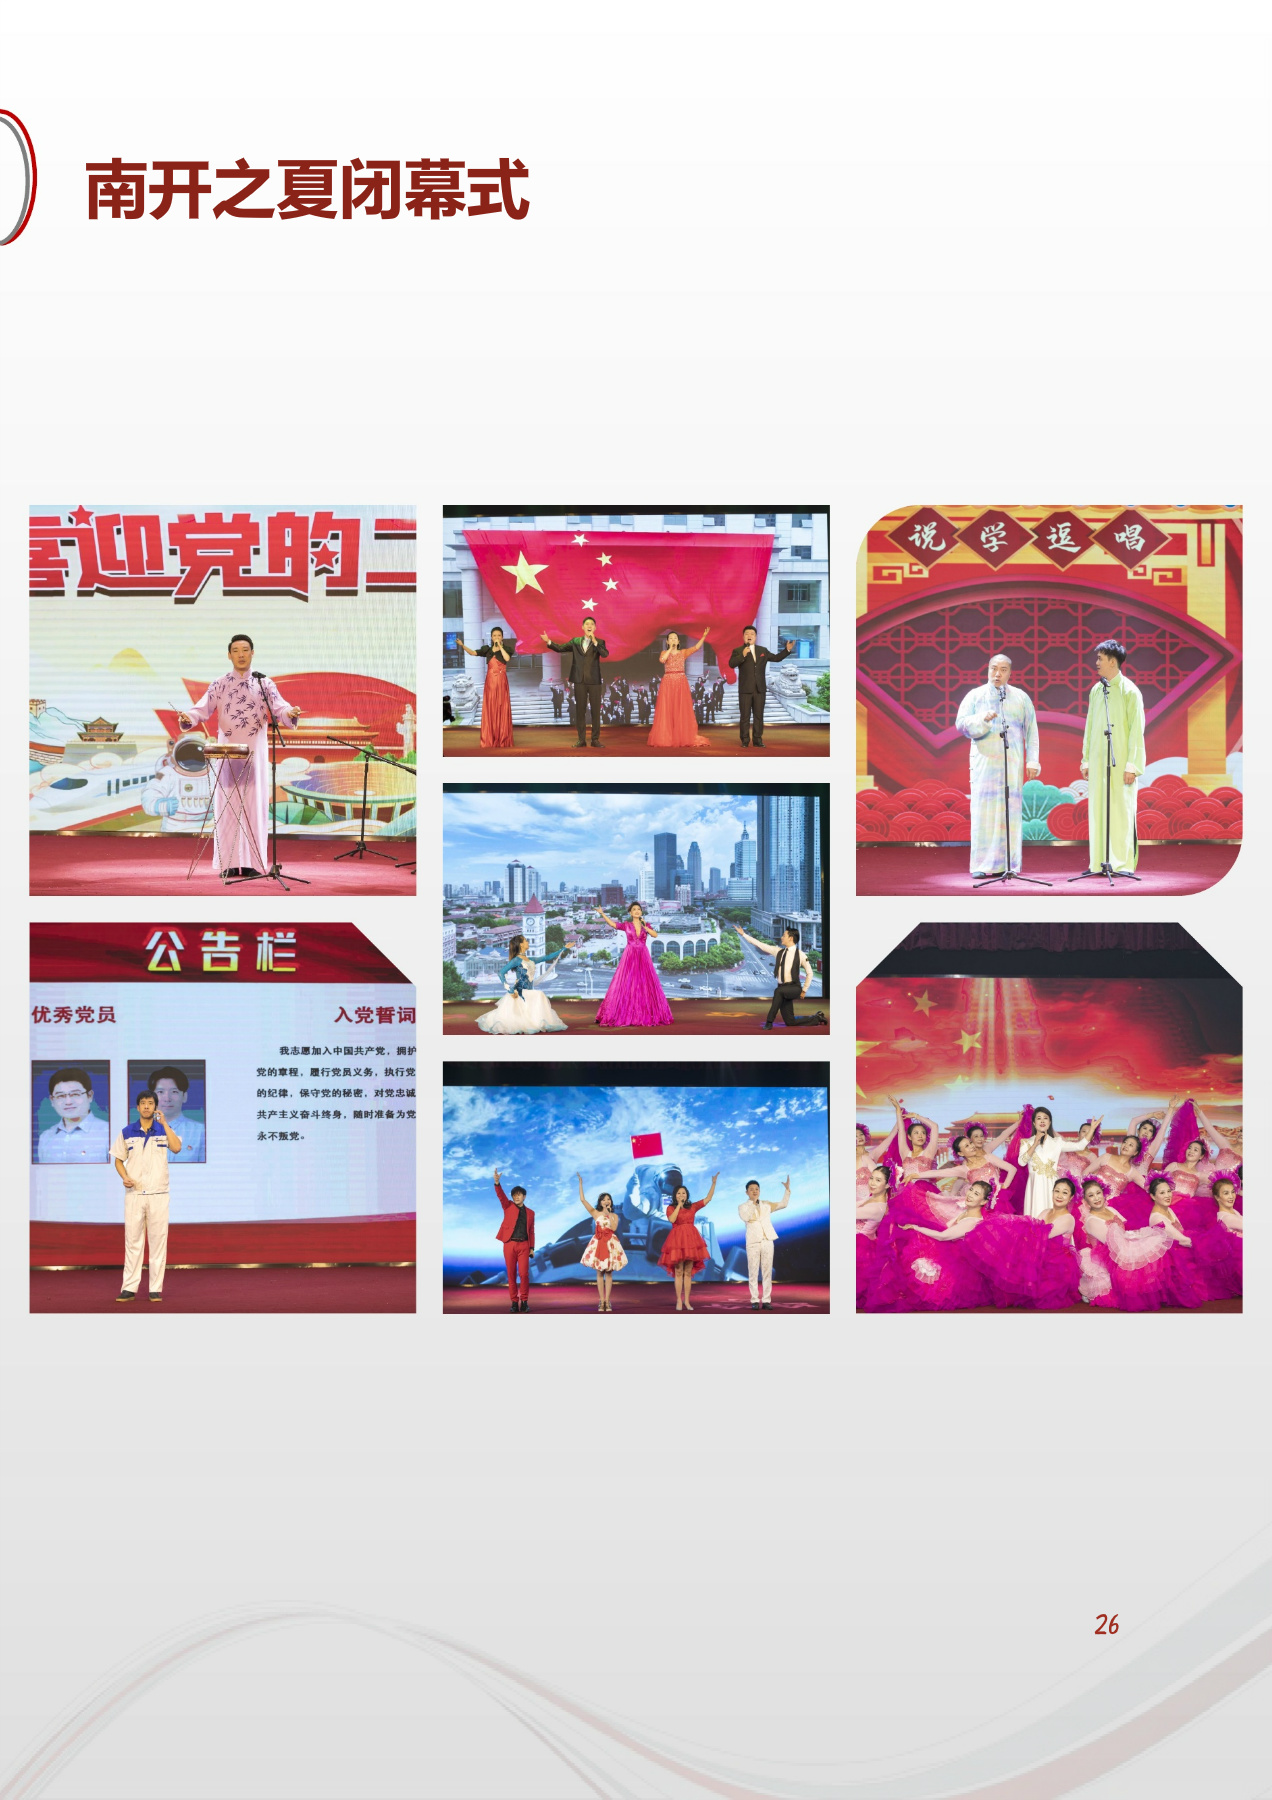 南开之夏闭幕式
喜迎党的二
说学逗唱
公告栏
优秀党员
入党誓词
我志愿加入中国共产党，拥护
党的章程，履行党员义务，执行党
的纪律，保守党的秘密，对党忠诚
共产主义奋斗终身，随时准备为党
永不叛党。
26